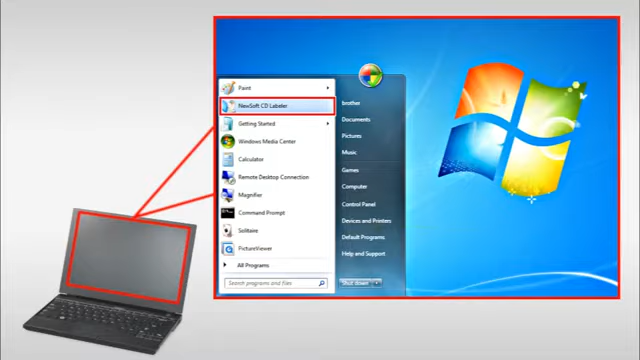 Paint
NewSoft CD Labeler
Getting Started
Windows Media Center
Calculator
Remote Desktop Connection
Magnifier
Command Prompt
Solitaire
PictureViewer
All Programs
Search programs and files
brother
Documents
Pictures
Music
Games
Computer
Control Panel
Devices and Printers
Default Programs
Help and Support
Shut down